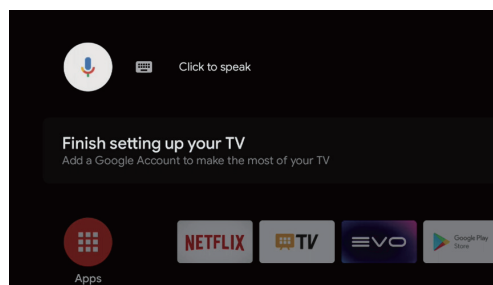 Click to speak
Finish setting up your TV
Add a Google Account to make the most of your TV
NETFLIX
TV
EVO
Google Play
Store
Apps